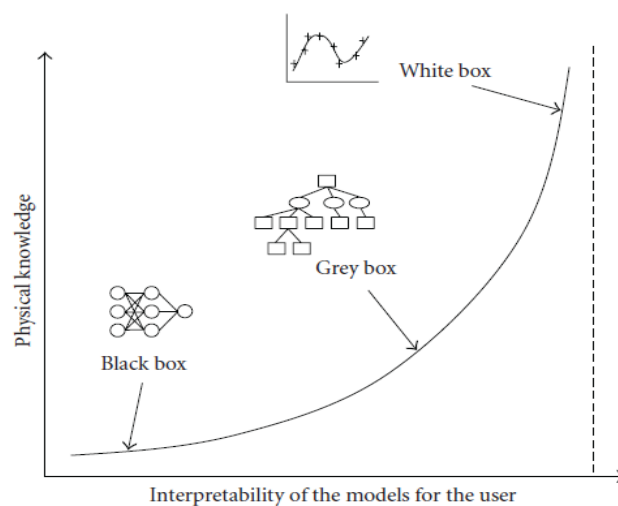 White box
Grey box
Black box
Physical knowledge
Interpretability of the models for the user